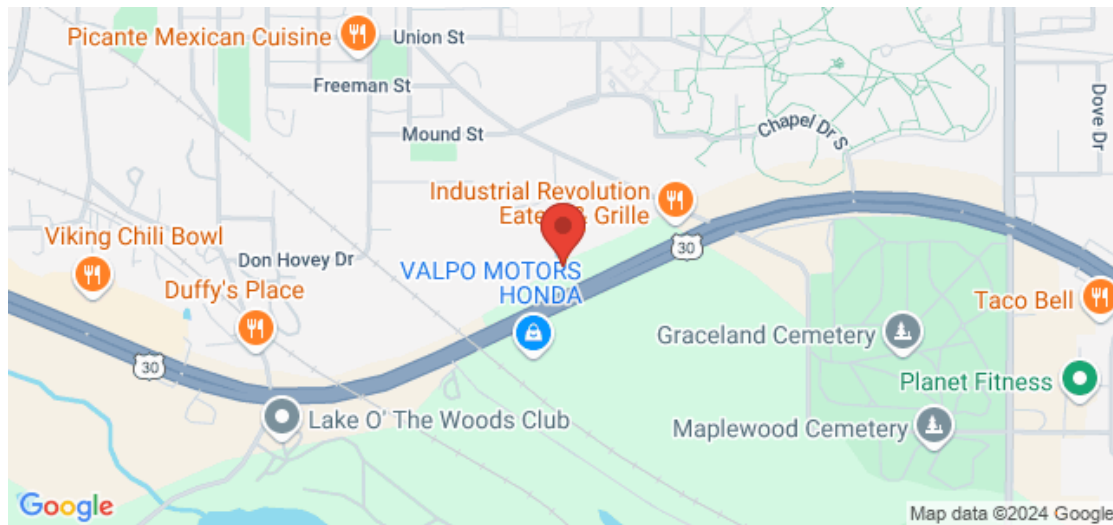 Picante Mexican Cuisine
Union St
Freeman St
Mound St
Chapel Dr S
Dove Dr
Industrial Revolution
& Grille
30
Viking Chili Bowl
Don Hovey Dr
VALPO MOTORS
HONDA
Duffy's Place
Taco Bell
Graceland Cemetery
30
Planet Fitness
Lake O' The Woods Club
Maplewood Cemetery
Google
Map data ©2024 Google